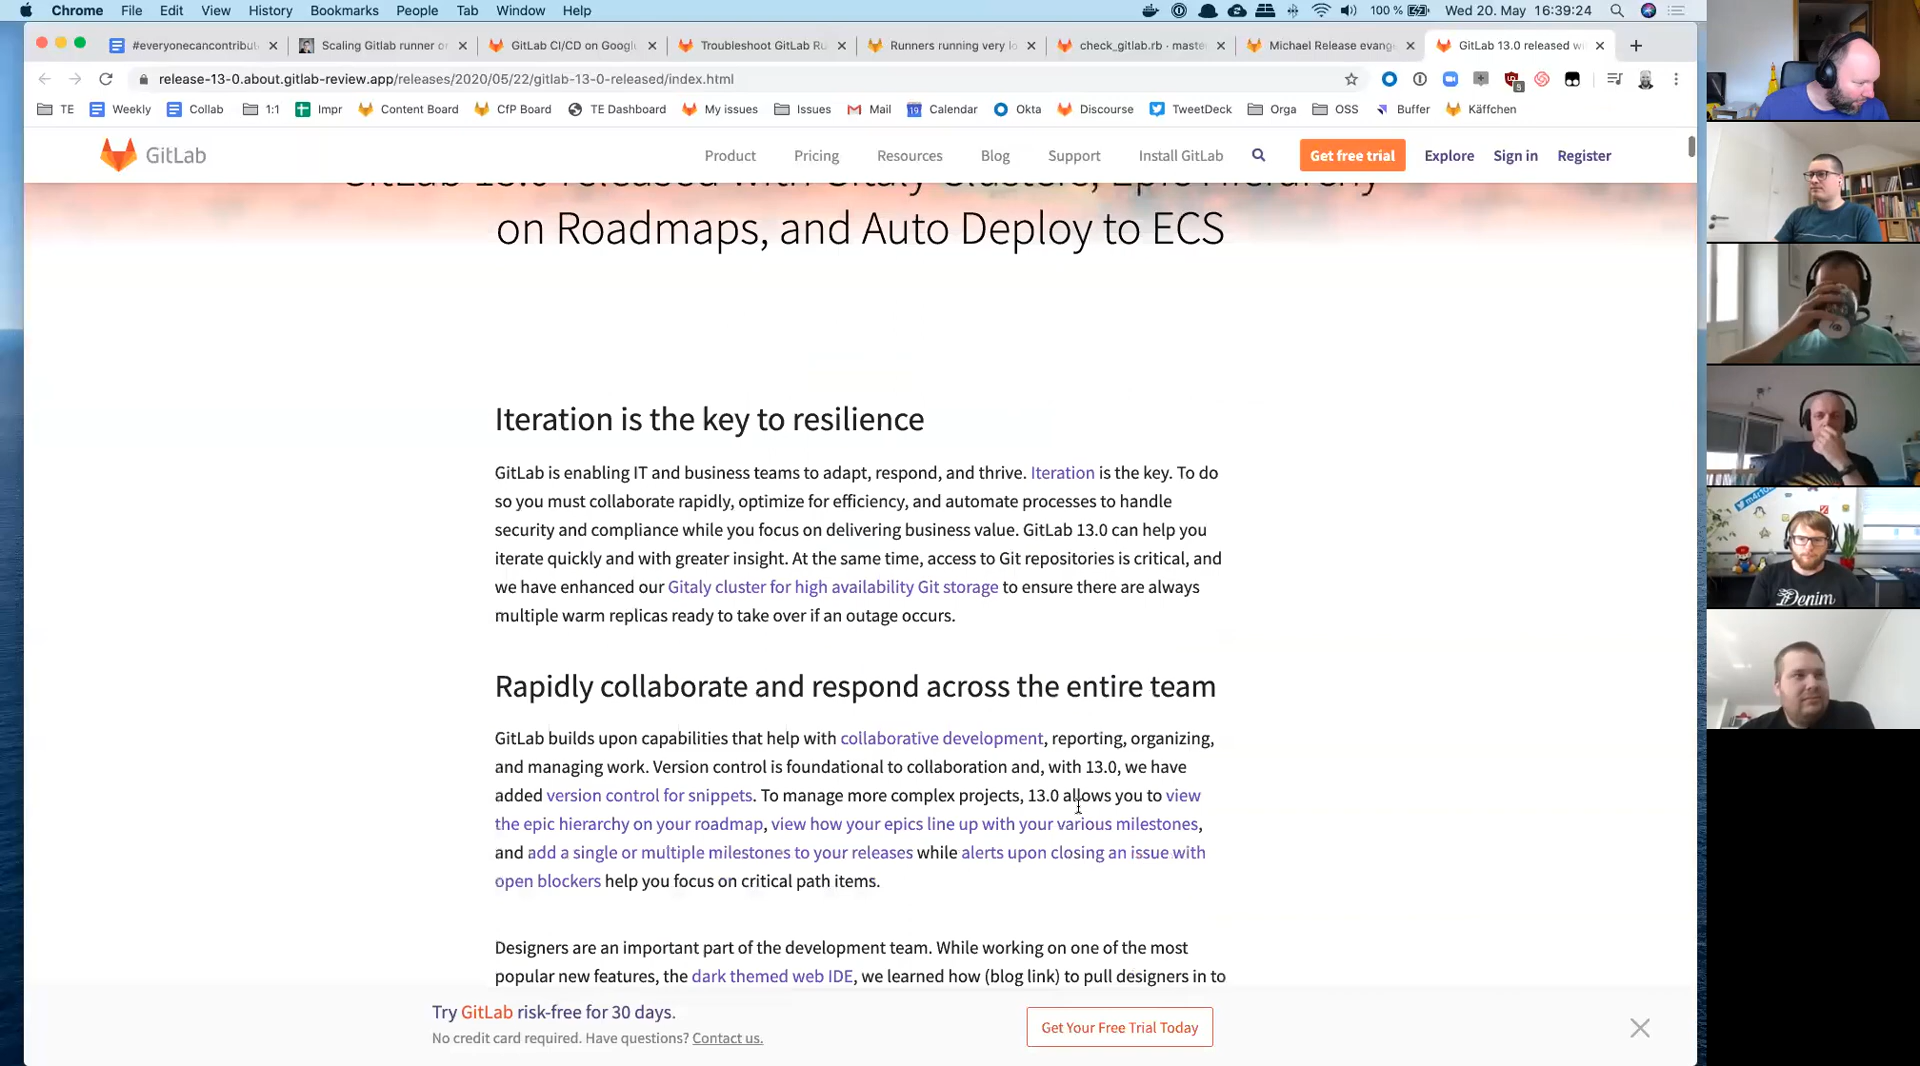 Chrome File Edit View History Bookmarks People Tab Window Help 100 % Wed 20. May 16:39:24
#everyonecancontribut Scaling Gitlab runner on GitLab CI/CD on Googl Troubleshoot GitLab Ru Runners running very lo check_gitlab.rb · maste Michael Release evange GitLab 13.0 released wi
release-13-0.about.gitlab-review.app/releases/2020/05/22/gitlab-13-0-released/index.html
TE Weekly Collab 1:1 Impr Content Board CfP Board TE Dashboard My issues Issues Mail Calendar Okta Discourse TweetDeck Orga OSS Buffer Käffchen
GitLab Product Pricing Resources Blog Support Install GitLab Get free trial Explore Sign in Register
GitLab 13.0 released with Gitaly Clusters, Epic Hierarchy
on Roadmaps, and Auto Deploy to ECS
Iteration is the key to resilience
GitLab is enabling IT and business teams to adapt, respond, and thrive. Iteration is the key. To do
so you must collaborate rapidly, optimize for efficiency, and automate processes to handle
security and compliance while you focus on delivering business value. GitLab 13.0 can help you
iterate quickly and with greater insight. At the same time, access to Git repositories is critical, and
we have enhanced our Gitaly cluster for high availability Git storage to ensure there are always
multiple warm replicas ready to take over if an outage occurs.
Rapidly collaborate and respond across the entire team
GitLab builds upon capabilities that help with collaborative development, reporting, organizing,
and managing work. Version control is foundational to collaboration and, with 13.0, we have
added version control for snippets. To manage more complex projects, 13.0 allows you to view
the epic hierarchy on your roadmap, view how your epics line up with your various milestones,
and add a single or multiple milestones to your releases while alerts upon closing an issue with
open blockers help you focus on critical path items.
Designers are an important part of the development team. While working on one of the most
popular new features, the dark themed web IDE, we learned how (blog link) to pull designers in to
Try GitLab risk-free for 30 days.
No credit card required. Have questions? Contact us.
Get Your Free Trial Today
Denim